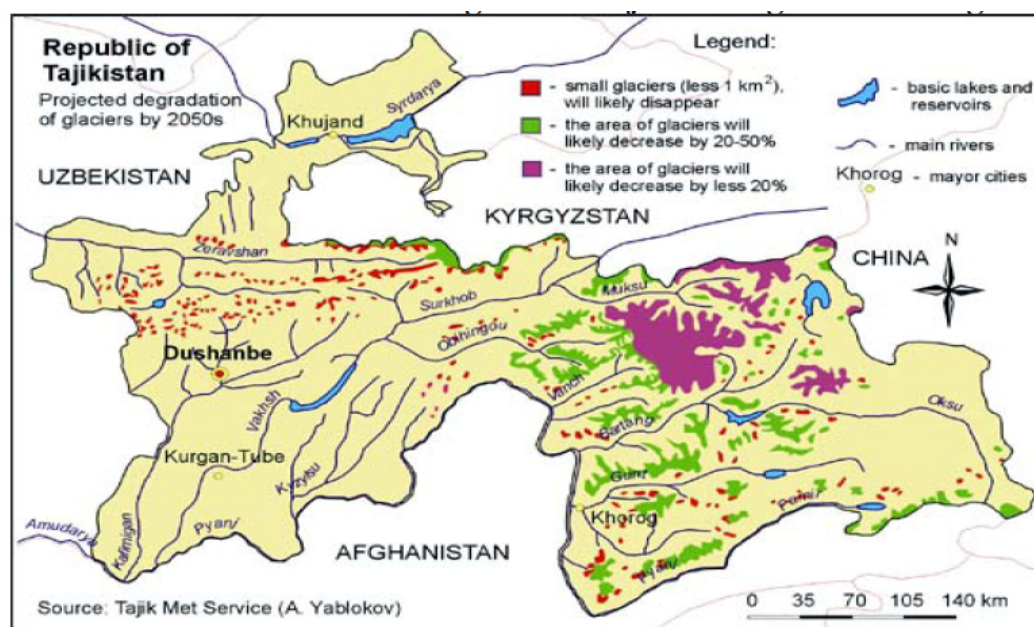 Republic of
Tajikistan
Projected degradation
of glaciers by 2050s
Legend:
- small glaciers (less 1 km²),
will likely disappear
- the area of glaciers will
likely decrease by 20-50%
- the area of glaciers will
likely decrease by less 20%
- basic lakes and
reservoirs
- main rivers
Khorog
- mayor cities
Syrdarya
Khujand
UZBEKISTAN
KYRGYZSTAN
CHINA
N
Zeravshan
Surkhob
Muksu
Obihingou
Dushanbe
Vanch
Vakhsh
Bartang
Oksu
Kurgan-Tube
Kyzylsu
Gunt
Khorog
Pamir
Amudarya
Kafirnigan
Pyanj
Pyanj
AFGHANISTAN
Source: Tajik Met Service (A. Yablokov)
0 35 70 105 140 km